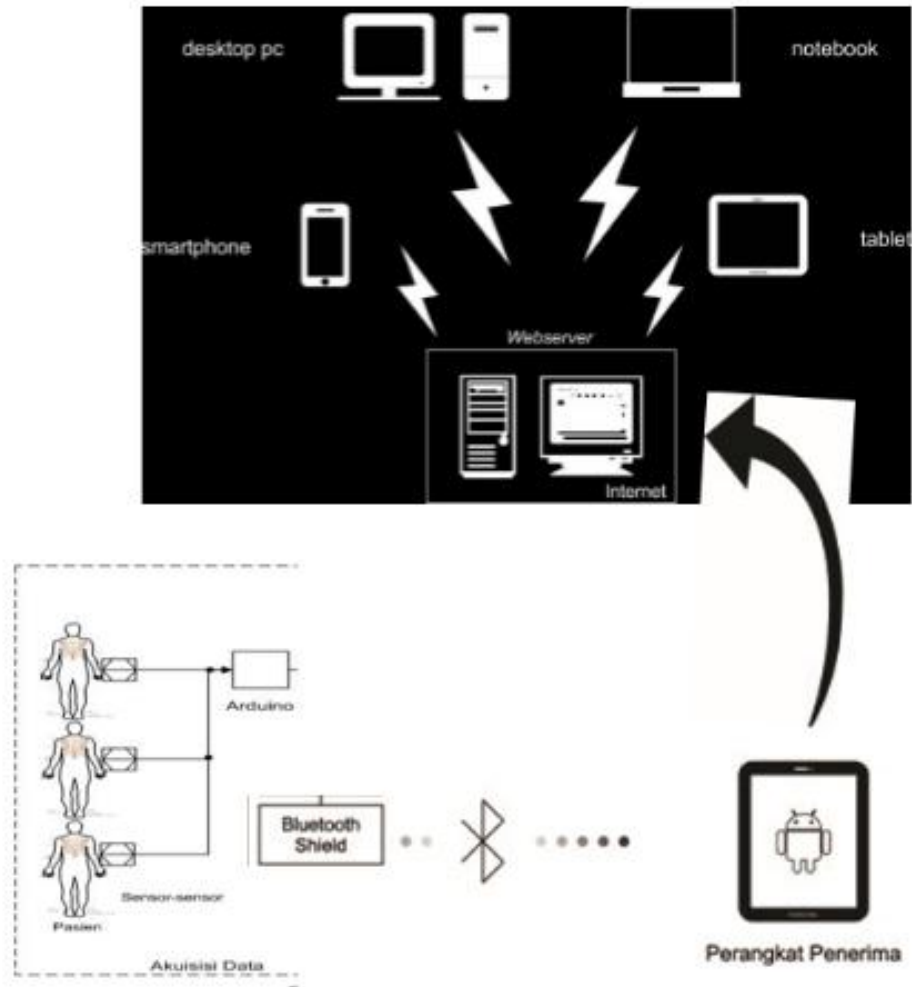 desktop pc
notebook
smartphone
tablet
Webserver
Internet
Arduino
Bluetooth
Shield
Sensor-sensor
Pasien
Akuisisi Data
Perangkat Penerima